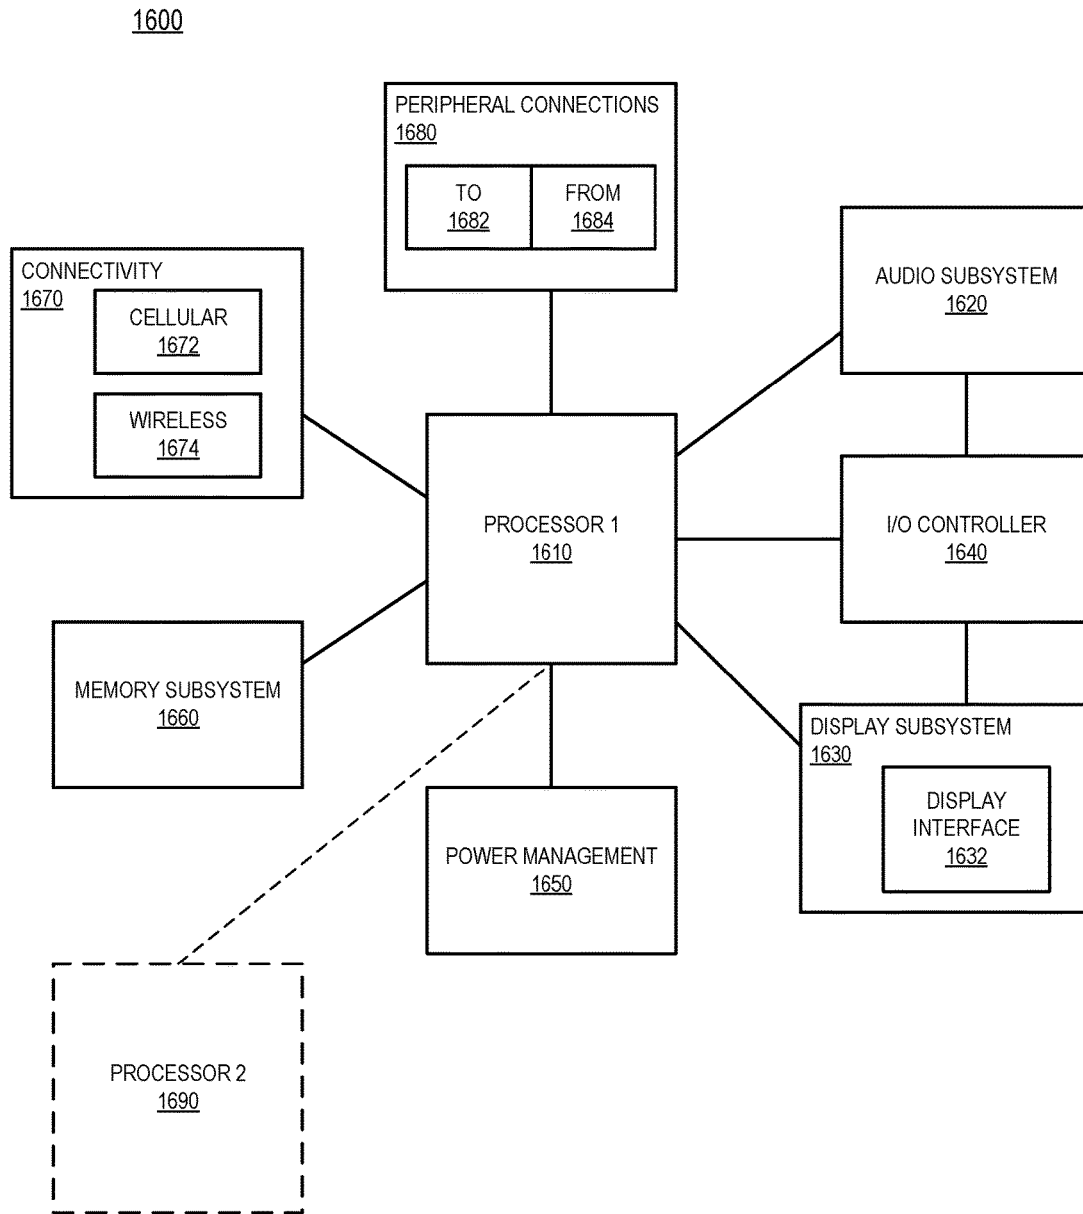 1600
PERIPHERAL CONNECTIONS
1680
TO
1682
FROM
1684
CONNECTIVITY
1670
CELLULAR
1672
WIRELESS
1674
AUDIO SUBSYSTEM
1620
PROCESSOR 1
1610
I/O CONTROLLER
1640
MEMORY SUBSYSTEM
1660
DISPLAY SUBSYSTEM
1630
DISPLAY
INTERFACE
1632
POWER MANAGEMENT
1650
PROCESSOR 2
1690